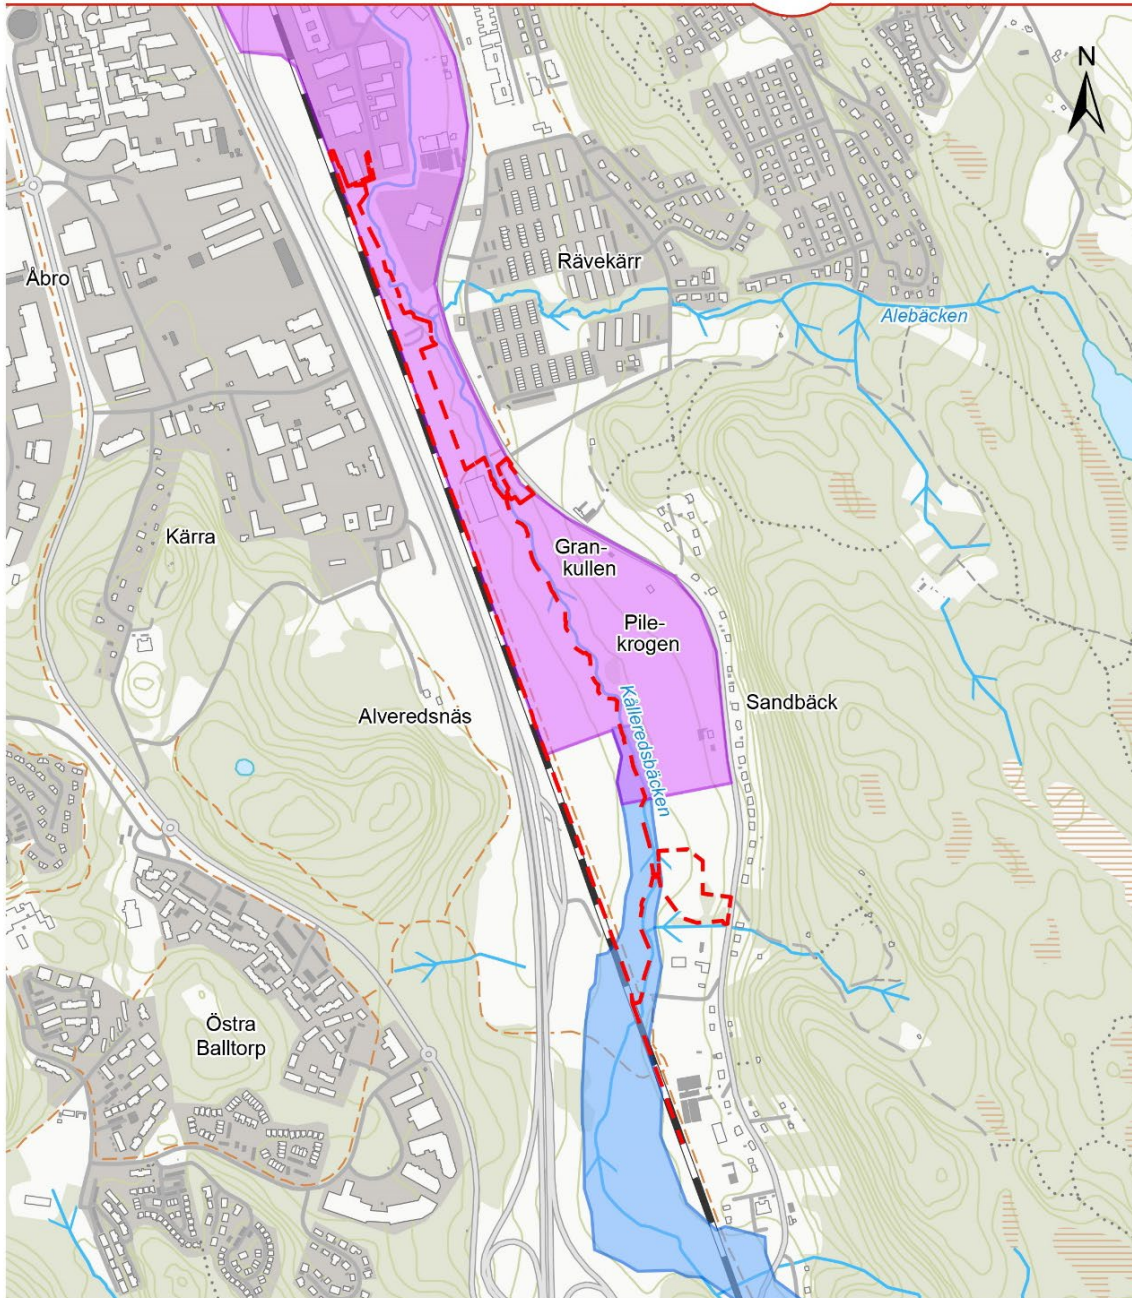 N
Rävekärr
Åbro
Alebäcken
Kärra
Gran-
kullen
Pile-
krogen
Kålleredsbäcken
Sandbäck
Alveredsnäs
Östra
Balltorp